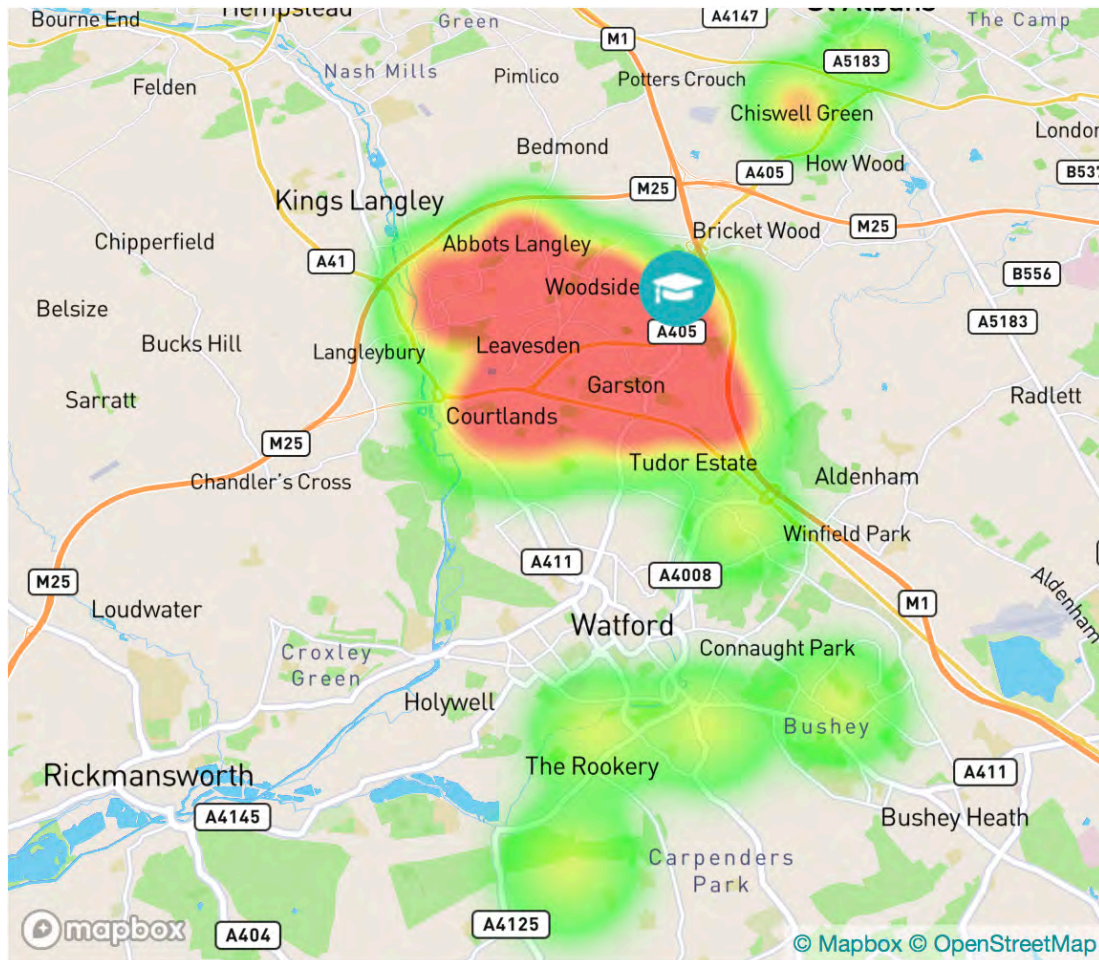 Bourne End
Hempstead
Green
A4147
St Albans
The Camp
M1
Felden
Nash Mills
Pimlico
Potters Crouch
A5183
Chiswell Green
London
Bedmond
How Wood
M25
A405
B537
Kings Langley
Chipperfield
Abbots Langley
Bricket Wood
M25
A41
Woodside
B556
Belsize
Bucks Hill
Langleybury
Leavesden
A405
A5183
Sarratt
Garston
Radlett
Courtlands
M25
Tudor Estate
Aldenham
Chandler's Cross
Winfield Park
A411
A4008
M25
Loudwater
Watford
M1
Aldenham
Croxley
Green
Connaught Park
Holywell
Bushey
Rickmansworth
The Rookery
A411
A4145
Bushey Heath
Carpenders
Park
A404
A4125
mapbox
© Mapbox © OpenStreetMap